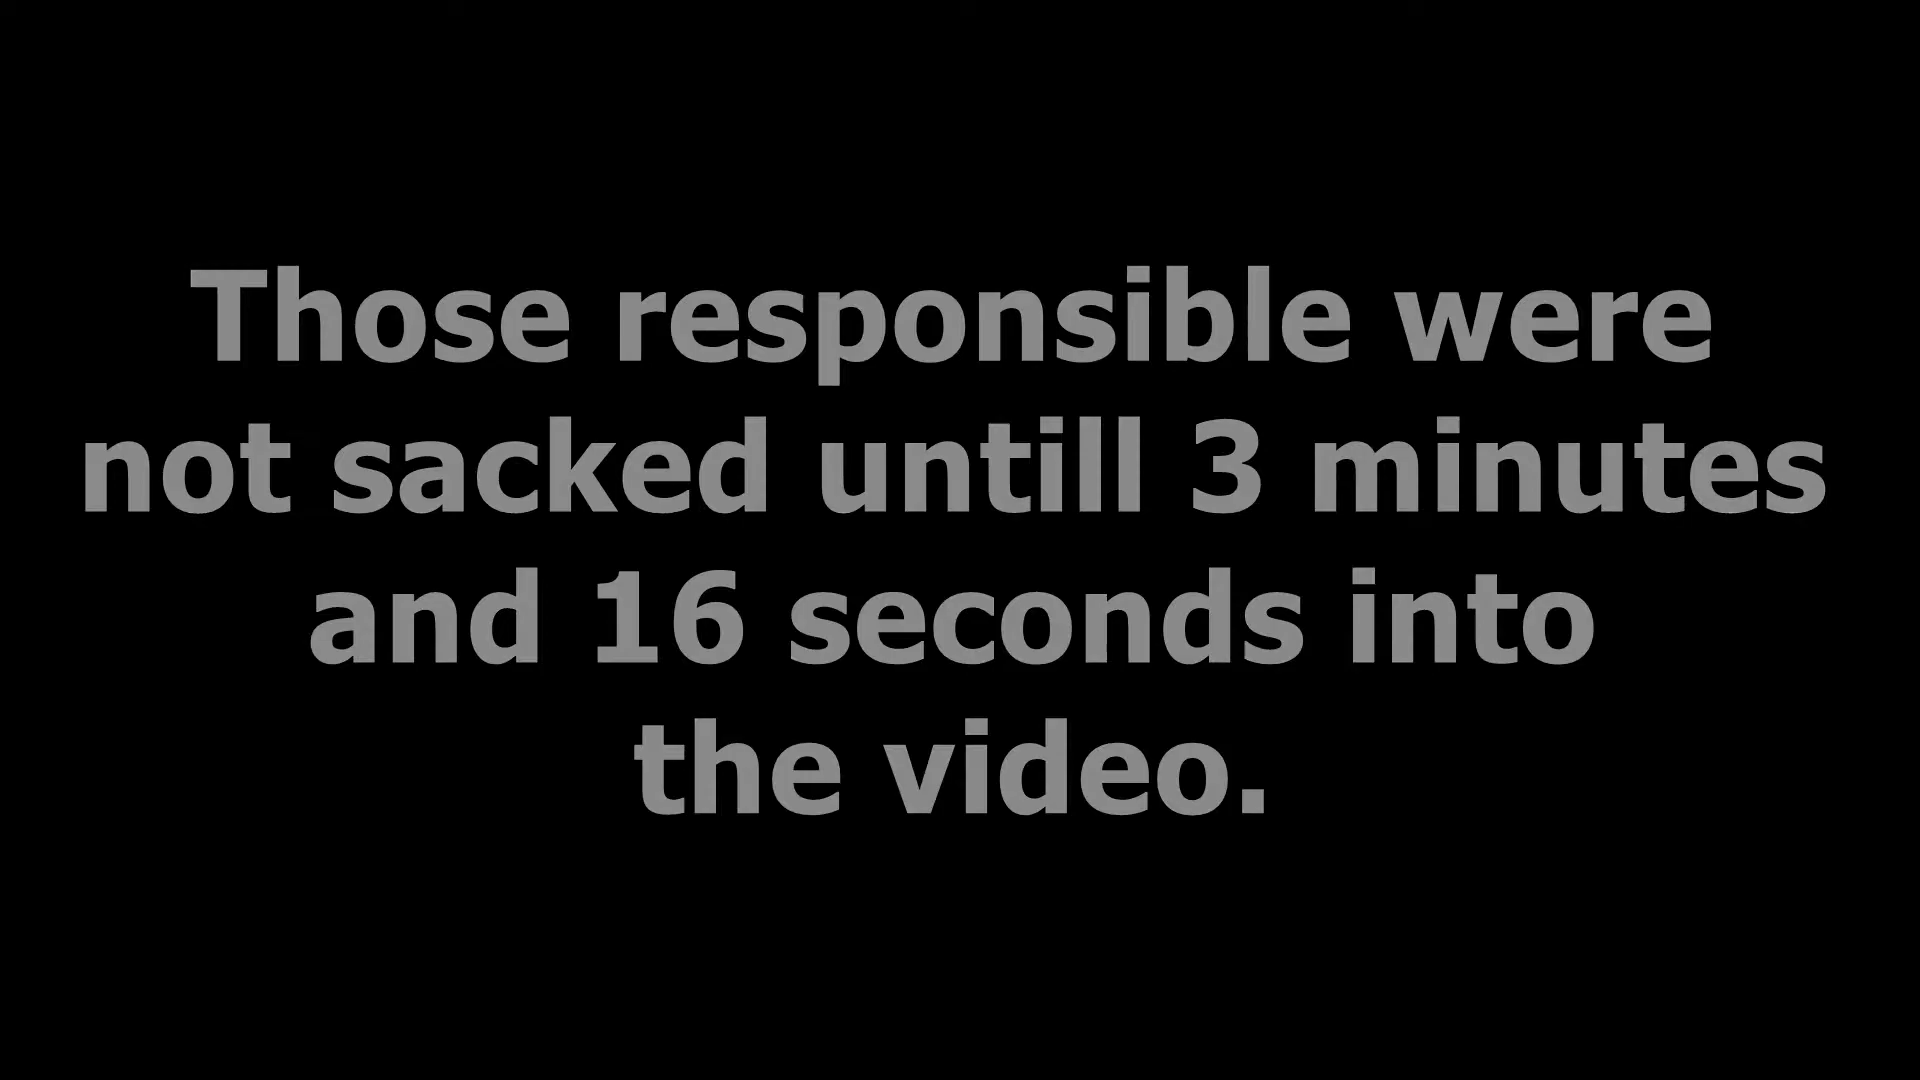 Those responsible were
not sacked untill 3 minutes
and 16 seconds into
the video.